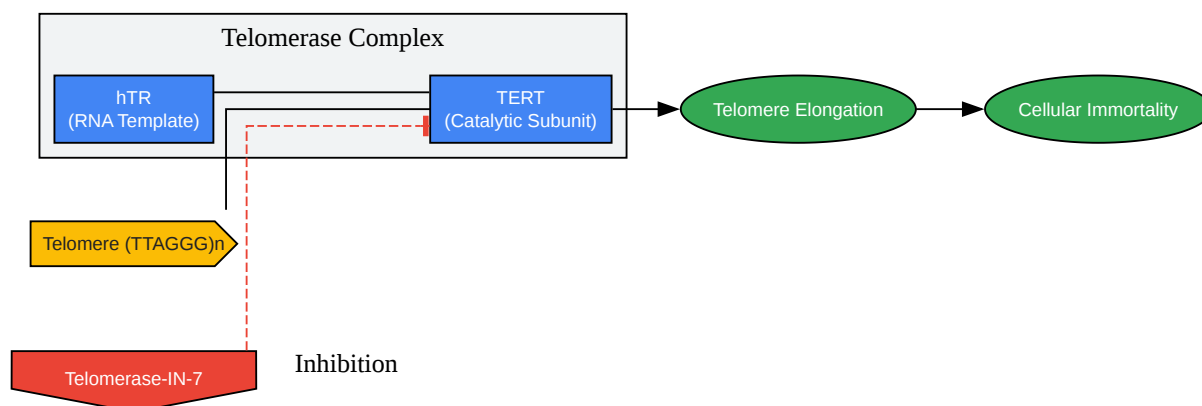 Telomerase Complex
hTR
(RNA Template)
TERT
(Catalytic Subunit)
Telomere Elongation
Cellular Immortality
Telomere (TTAGGG)n
Inhibition
Telomerase-IN-7